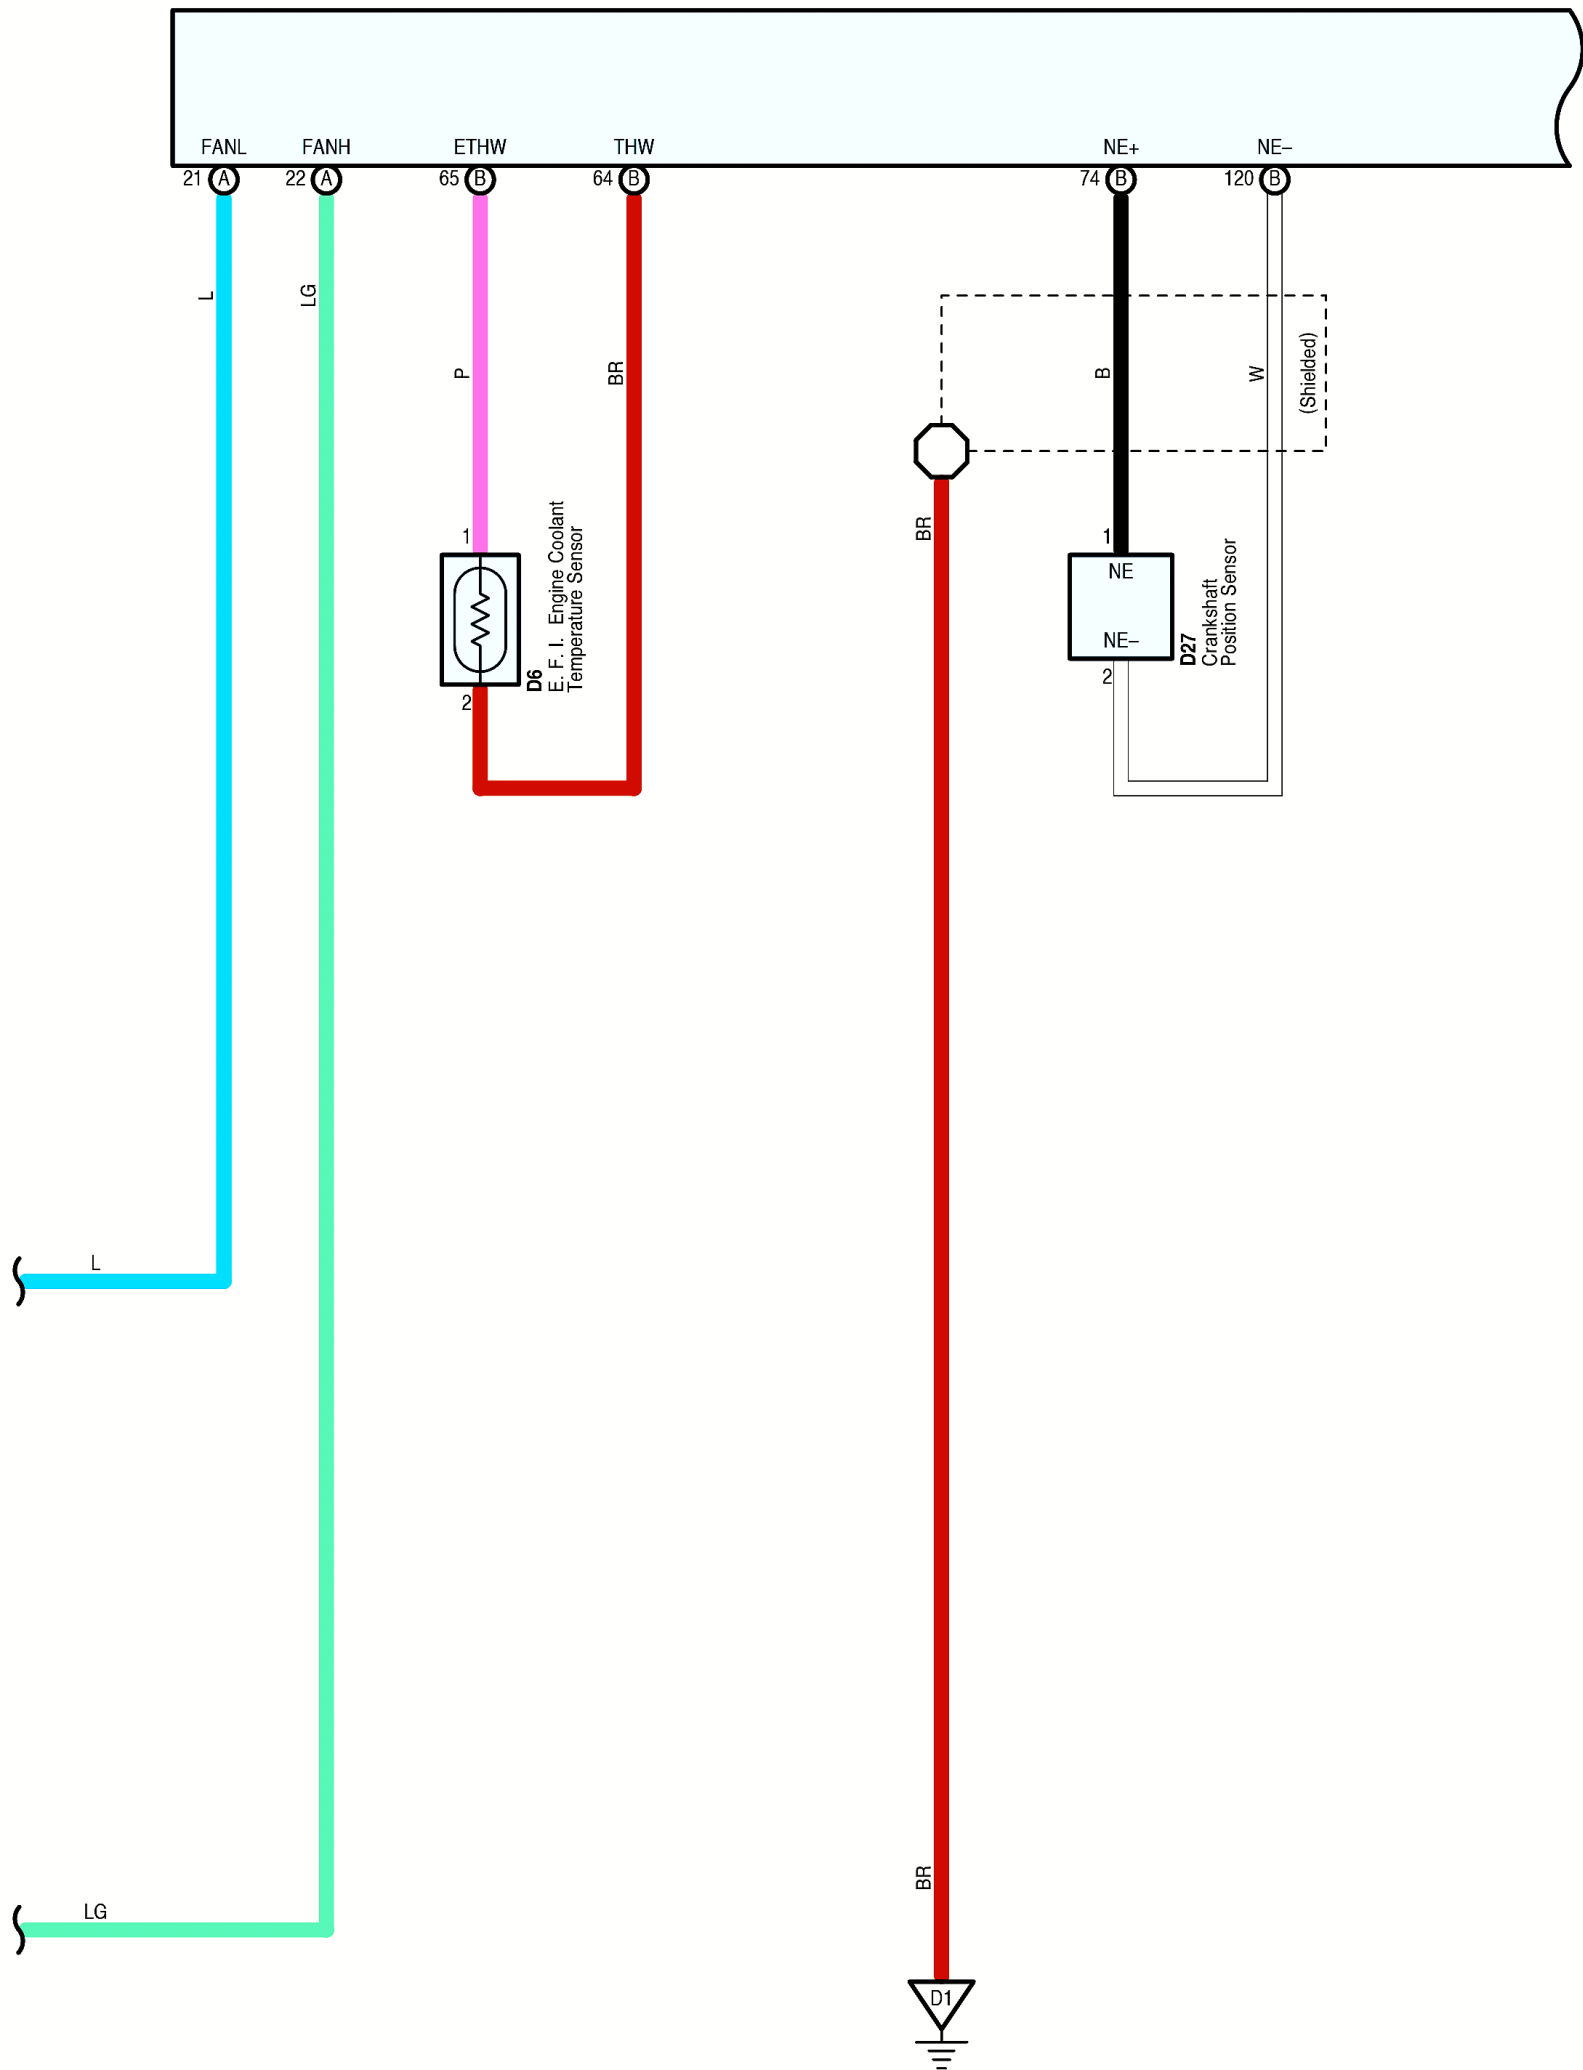 FANL FANH ETHW THW NE+ NE–
21 A 22 A 65 B 64 B 74 B 120 B
L
LG
P
BR
B
W
(Shielded)
BR
1
D6
E. F. I. Engine Coolant
Temperature Sensor
2
1
NE
NE–
D27
Crankshaft
Position Sensor
2
L
BR
LG
D1